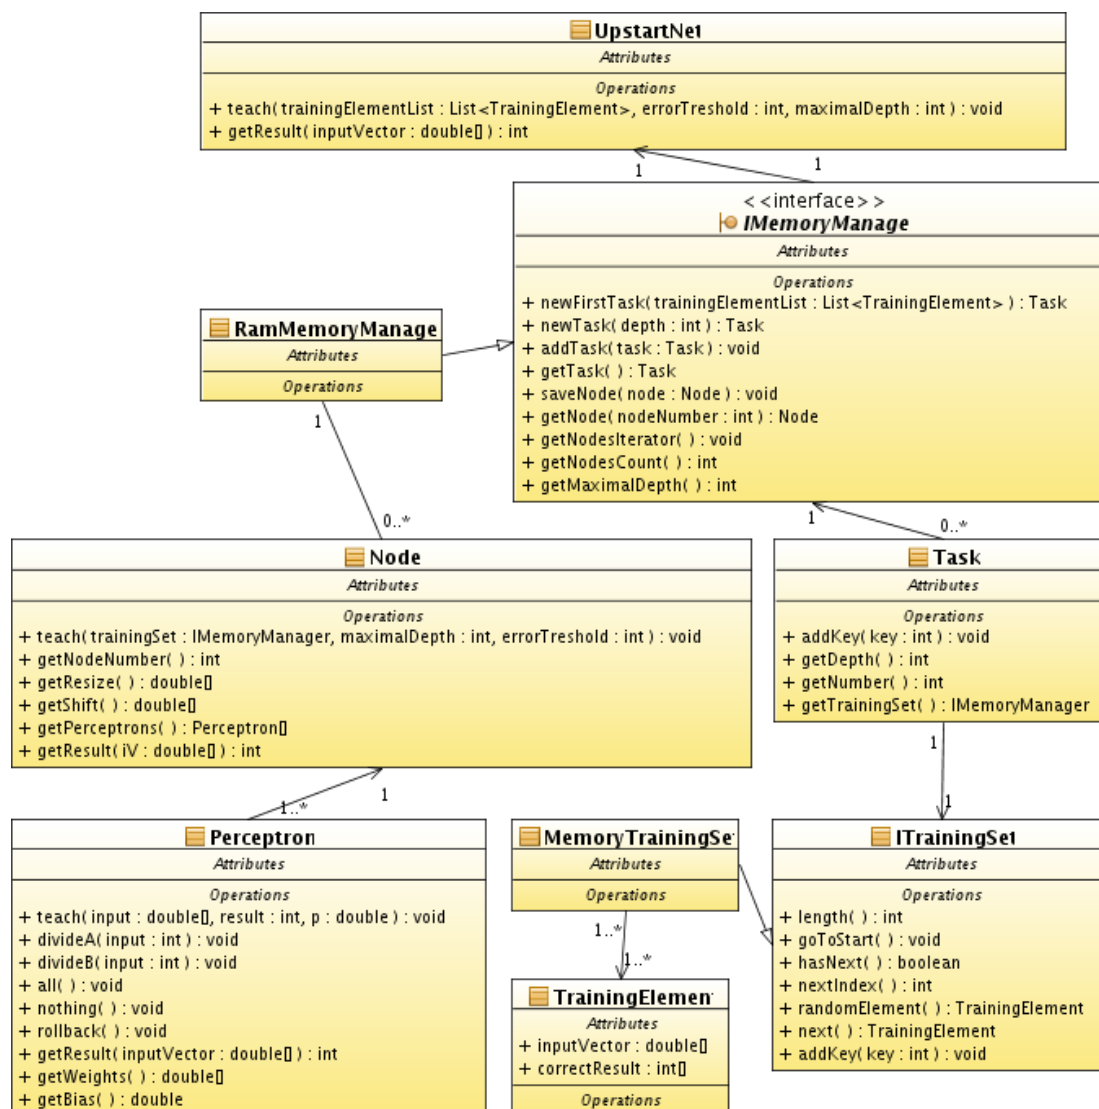 UpstartNet
Attributes
Operations
+ teach( trainingElementList : List<TrainingElement>, errorTreshold : int, maximalDepth : int ) : void
+ getResult( inputVector : double[] ) : int
1
1
<<interface>>
IMemoryManage
Attributes
Operations
+ newFirstTask( trainingElementList : List<TrainingElement> ) : Task
+ newTask( depth : int ) : Task
+ addTask( task : Task ) : void
+ getTask( ) : Task
+ saveNode( node : Node ) : void
+ getNode( nodeNumber : int ) : Node
+ getNodesIterator( ) : void
+ getNodesCount( ) : int
+ getMaximalDepth( ) : int
RamMemoryManage
Attributes
Operations
1
0..*
1
0..*
Node
Attributes
Operations
+ teach( trainingSet : IMemoryManager, maximalDepth : int, errorTreshold : int ) : void
+ getNodeNumber( ) : int
+ getResize( ) : double[]
+ getShift( ) : double[]
+ getPerceptrons( ) : Perceptron[]
+ getResult( iV : double[] ) : int
Task
Attributes
Operations
+ addKey( key : int ) : void
+ getDepth( ) : int
+ getNumber( ) : int
+ getTrainingSet( ) : IMemoryManager
1..*
1
1
1
Perceptron
Attributes
Operations
+ teach( input : double[], result : int, p : double ) : void
+ divideA( input : int ) : void
+ divideB( input : int ) : void
+ all( ) : void
+ nothing( ) : void
+ rollback( ) : void
+ getResult( inputVector : double[] ) : int
+ getWeights( ) : double[]
+ getBias( ) : double
MemoryTrainingSe
Attributes
Operations
1..*
1..*
TrainingElemen
Attributes
+ inputVector : double[]
+ correctResult : int[]
Operations
ITrainingSet
Attributes
Operations
+ length( ) : int
+ goToStart( ) : void
+ hasNext( ) : boolean
+ nextIndex( ) : int
+ randomElement( ) : TrainingElement
+ next( ) : TrainingElement
+ addKey( key : int ) : void